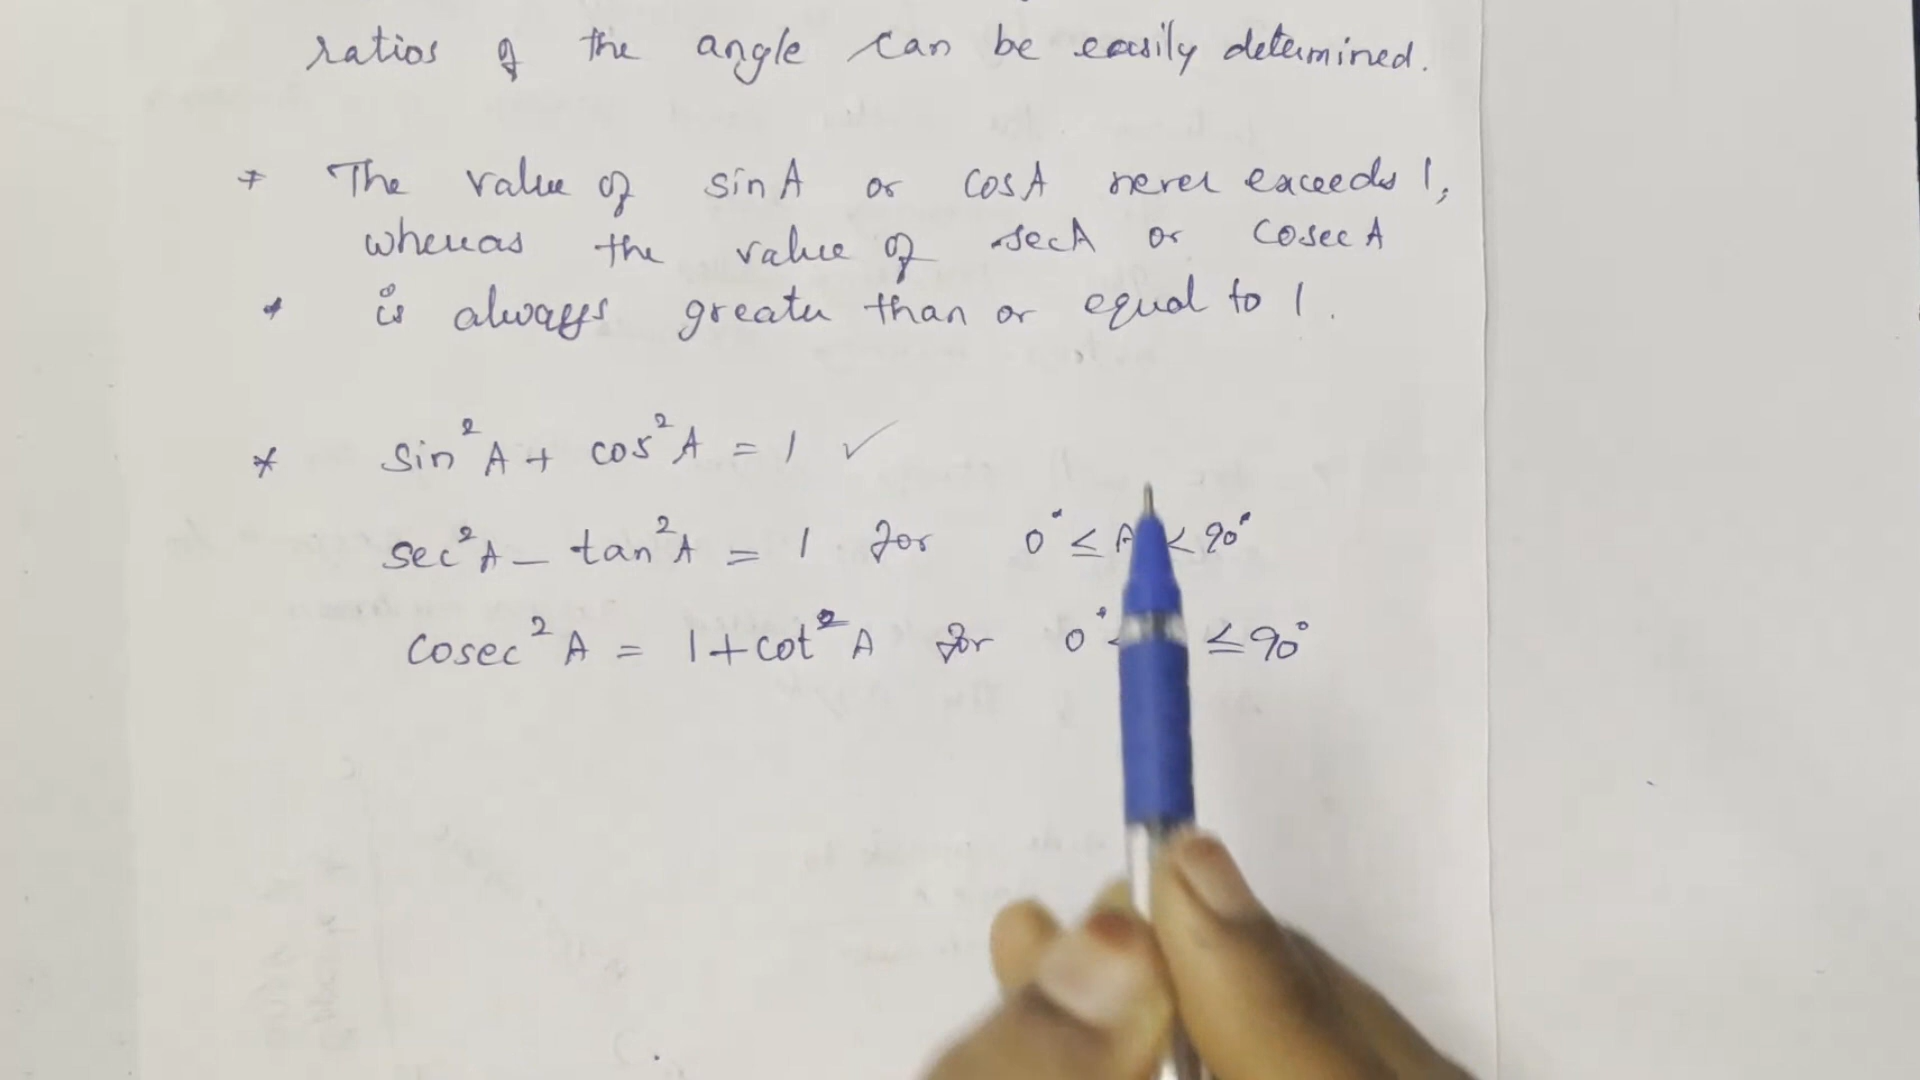 ratios of the angle can be easily determined.
* The value of sin A or cos A never exceeds 1,
whereas the value of sec A or cosec A
* is always greater than or equal to 1.
* sin²A + cos²A = 1 ✓
sec²A - tan²A = 1 for 0° ≤ A < 90°
cosec²A = 1 + cot²A for 0° < ≤ 90°